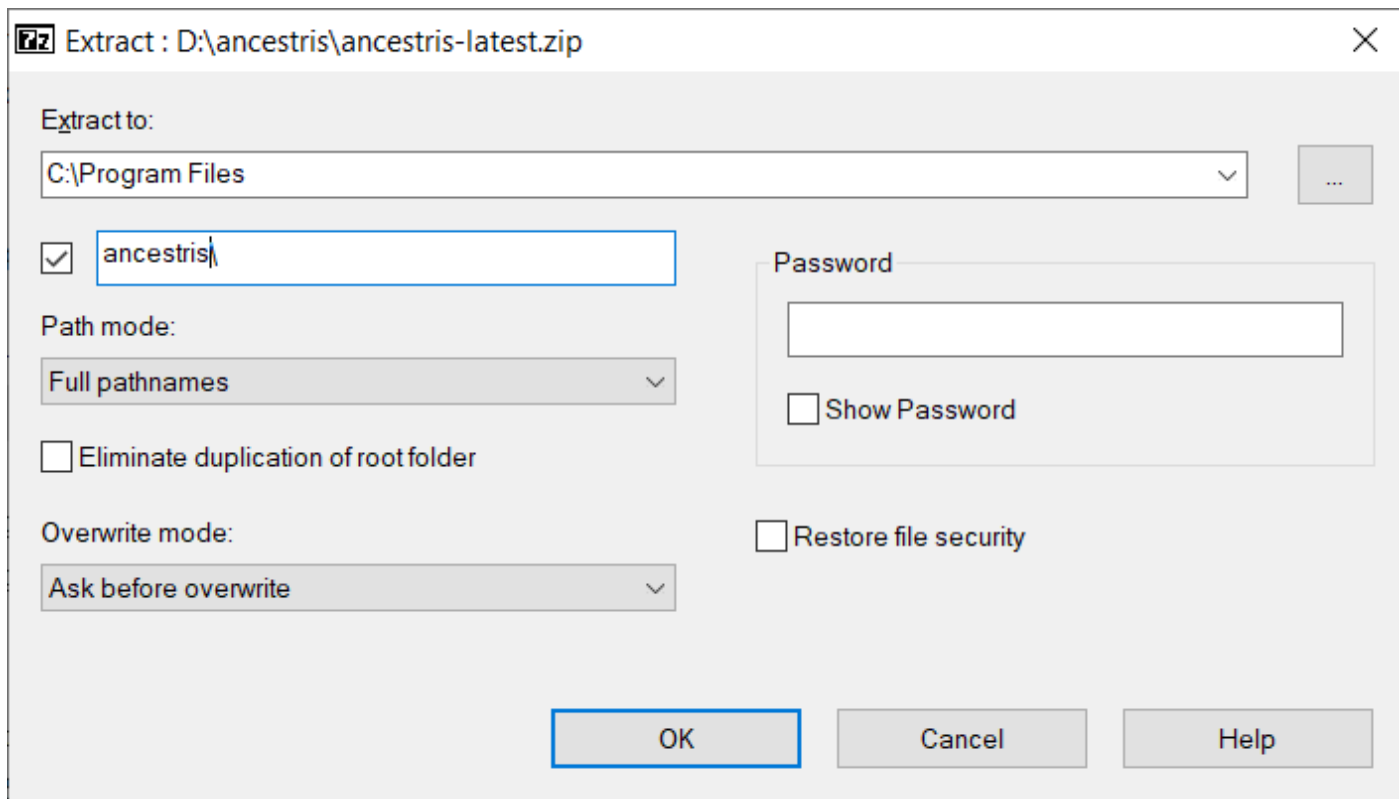 7z Extract : D:\ancestris\ancestris-latest.zip
Extract to:
C:\Program Files
...
ancestris\
Password
Path mode:
Full pathnames
Show Password
Eliminate duplication of root folder
Overwrite mode:
Restore file security
Ask before overwrite
OK Cancel Help